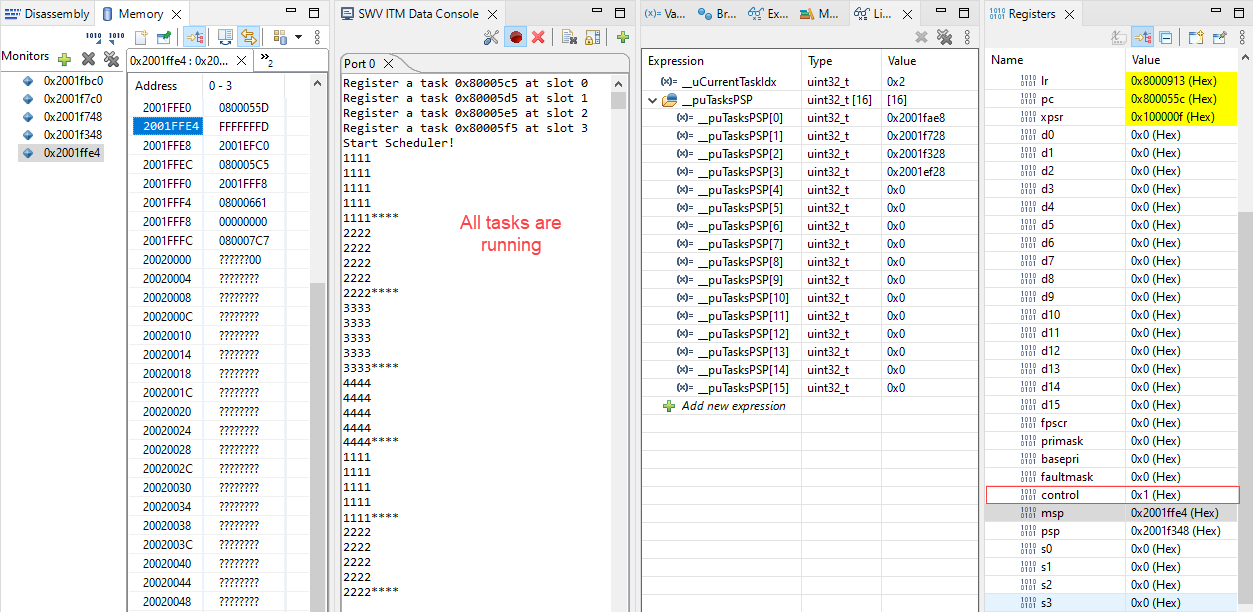 Disassembly
Memory
Monitors
0x2001fbc0
0x2001f7c0
0x2001f748
0x2001f348
0x2001ffe4
0x2001ffe4 : 0x20...
2
Address 0 - 3
2001FFE0 0800055D
2001FFE4 FFFFFFFD
2001FFE8 2001EFC0
2001FFEC 080005C5
2001FFF0 2001FFF8
2001FFF4 08000661
2001FFF8 00000000
2001FFFC 080007C7
20020000 ??????00
20020004 ????????
20020008 ????????
2002000C ????????
20020010 ????????
20020014 ????????
20020018 ????????
2002001C ????????
20020020 ????????
20020024 ????????
20020028 ????????
2002002C ????????
20020030 ????????
20020034 ????????
20020038 ????????
2002003C ????????
20020040 ????????
20020044 ????????
20020048 ????????
SWV ITM Data Console
Port 0
Register a task 0x80005c5 at slot 0
Register a task 0x80005d5 at slot 1
Register a task 0x80005e5 at slot 2
Register a task 0x80005f5 at slot 3
Start Scheduler!
1111
1111
1111
1111
1111****
2222
2222
2222
2222
2222****
3333
3333
3333
3333
3333****
4444
4444
4444
4444
4444****
1111
1111
1111
1111
1111****
2222
2222
2222
2222
2222****
All tasks are
running
(x)= Va...
Br...
Ex...
M...
Li...
Expression Type Value
(x)= __uCurrentTaskIdx uint32_t 0x2
__puTasksPSP uint32_t [16] [16]
(x)= __puTasksPSP[0] uint32_t 0x2001fae8
(x)= __puTasksPSP[1] uint32_t 0x2001f728
(x)= __puTasksPSP[2] uint32_t 0x2001f328
(x)= __puTasksPSP[3] uint32_t 0x2001ef28
(x)= __puTasksPSP[4] uint32_t 0x0
(x)= __puTasksPSP[5] uint32_t 0x0
(x)= __puTasksPSP[6] uint32_t 0x0
(x)= __puTasksPSP[7] uint32_t 0x0
(x)= __puTasksPSP[8] uint32_t 0x0
(x)= __puTasksPSP[9] uint32_t 0x0
(x)= __puTasksPSP[10] uint32_t 0x0
(x)= __puTasksPSP[11] uint32_t 0x0
(x)= __puTasksPSP[12] uint32_t 0x0
(x)= __puTasksPSP[13] uint32_t 0x0
(x)= __puTasksPSP[14] uint32_t 0x0
(x)= __puTasksPSP[15] uint32_t 0x0
Add new expression
Registers
Name Value
lr 0x8000913 (Hex)
pc 0x800055c (Hex)
xpsr 0x100000f (Hex)
d0 0x0 (Hex)
d1 0x0 (Hex)
d2 0x0 (Hex)
d3 0x0 (Hex)
d4 0x0 (Hex)
d5 0x0 (Hex)
d6 0x0 (Hex)
d7 0x0 (Hex)
d8 0x0 (Hex)
d9 0x0 (Hex)
d10 0x0 (Hex)
d11 0x0 (Hex)
d12 0x0 (Hex)
d13 0x0 (Hex)
d14 0x0 (Hex)
d15 0x0 (Hex)
fpscr 0x0 (Hex)
primask 0x0 (Hex)
basepri 0x0 (Hex)
faultmask 0x0 (Hex)
control 0x1 (Hex)
msp 0x2001ffe4 (Hex)
psp 0x2001f348 (Hex)
s0 0x0 (Hex)
s1 0x0 (Hex)
s2 0x0 (Hex)
s3 0x0 (Hex)